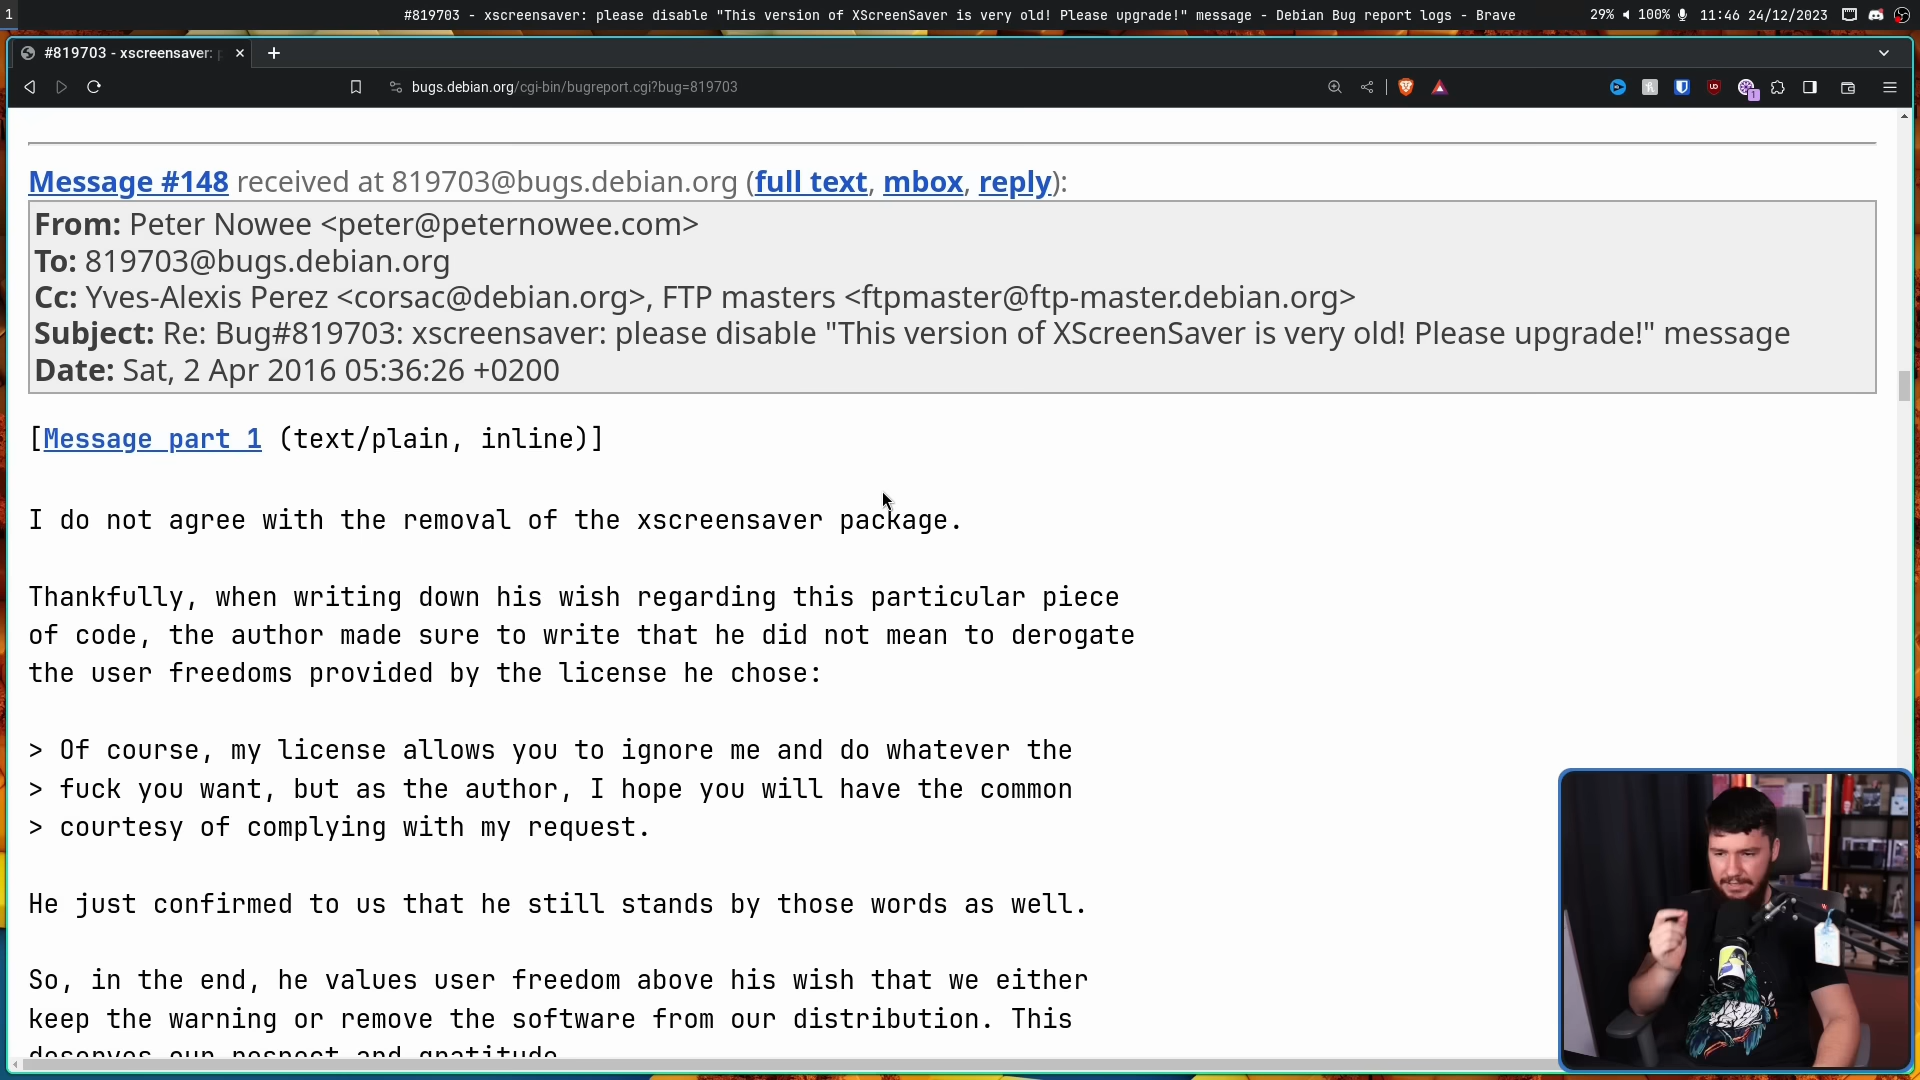 1
#819703 - xscreensaver: please disable "This version of XScreenSaver is very old! Please upgrade!" message - Debian Bug report logs - Brave
29% 100% 11:46 24/12/2023
#819703 - xscreensaver:
bugs.debian.org/cgi-bin/bugreport.cgi?bug=819703
1
Message #148 received at 819703@bugs.debian.org (full text, mbox, reply):
From: Peter Nowee <peter@peternowee.com>
To: 819703@bugs.debian.org
Cc: Yves-Alexis Perez <corsac@debian.org>, FTP masters <ftpmaster@ftp-master.debian.org>
Subject: Re: Bug#819703: xscreensaver: please disable "This version of XScreenSaver is very old! Please upgrade!" message
Date: Sat, 2 Apr 2016 05:36:26 +0200
[Message part 1 (text/plain, inline)]
I do not agree with the removal of the xscreensaver package.
Thankfully, when writing down his wish regarding this particular piece
of code, the author made sure to write that he did not mean to derogate
the user freedoms provided by the license he chose:
> Of course, my license allows you to ignore me and do whatever the
> fuck you want, but as the author, I hope you will have the common
> courtesy of complying with my request.
He just confirmed to us that he still stands by those words as well.
So, in the end, he values user freedom above his wish that we either
keep the warning or remove the software from our distribution. This
deserves our respect and gratitude.